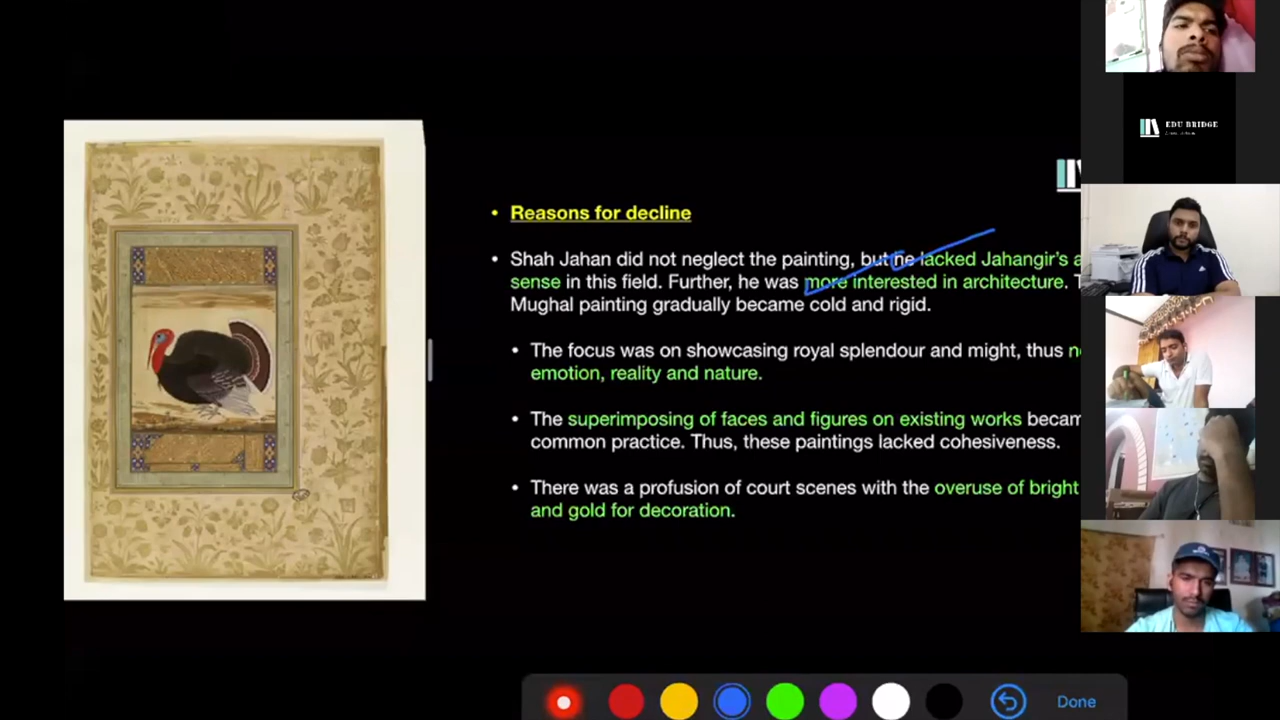 EDU BRIDGE
• Reasons for decline
• Shah Jahan did not neglect the painting, but he lacked Jahangir's a
sense in this field. Further, he was more interested in architecture. T
Mughal painting gradually became cold and rigid.
• The focus was on showcasing royal splendour and might, thus n
emotion, reality and nature.
• The superimposing of faces and figures on existing works becam
common practice. Thus, these paintings lacked cohesiveness.
• There was a profusion of court scenes with the overuse of bright
and gold for decoration.
Done